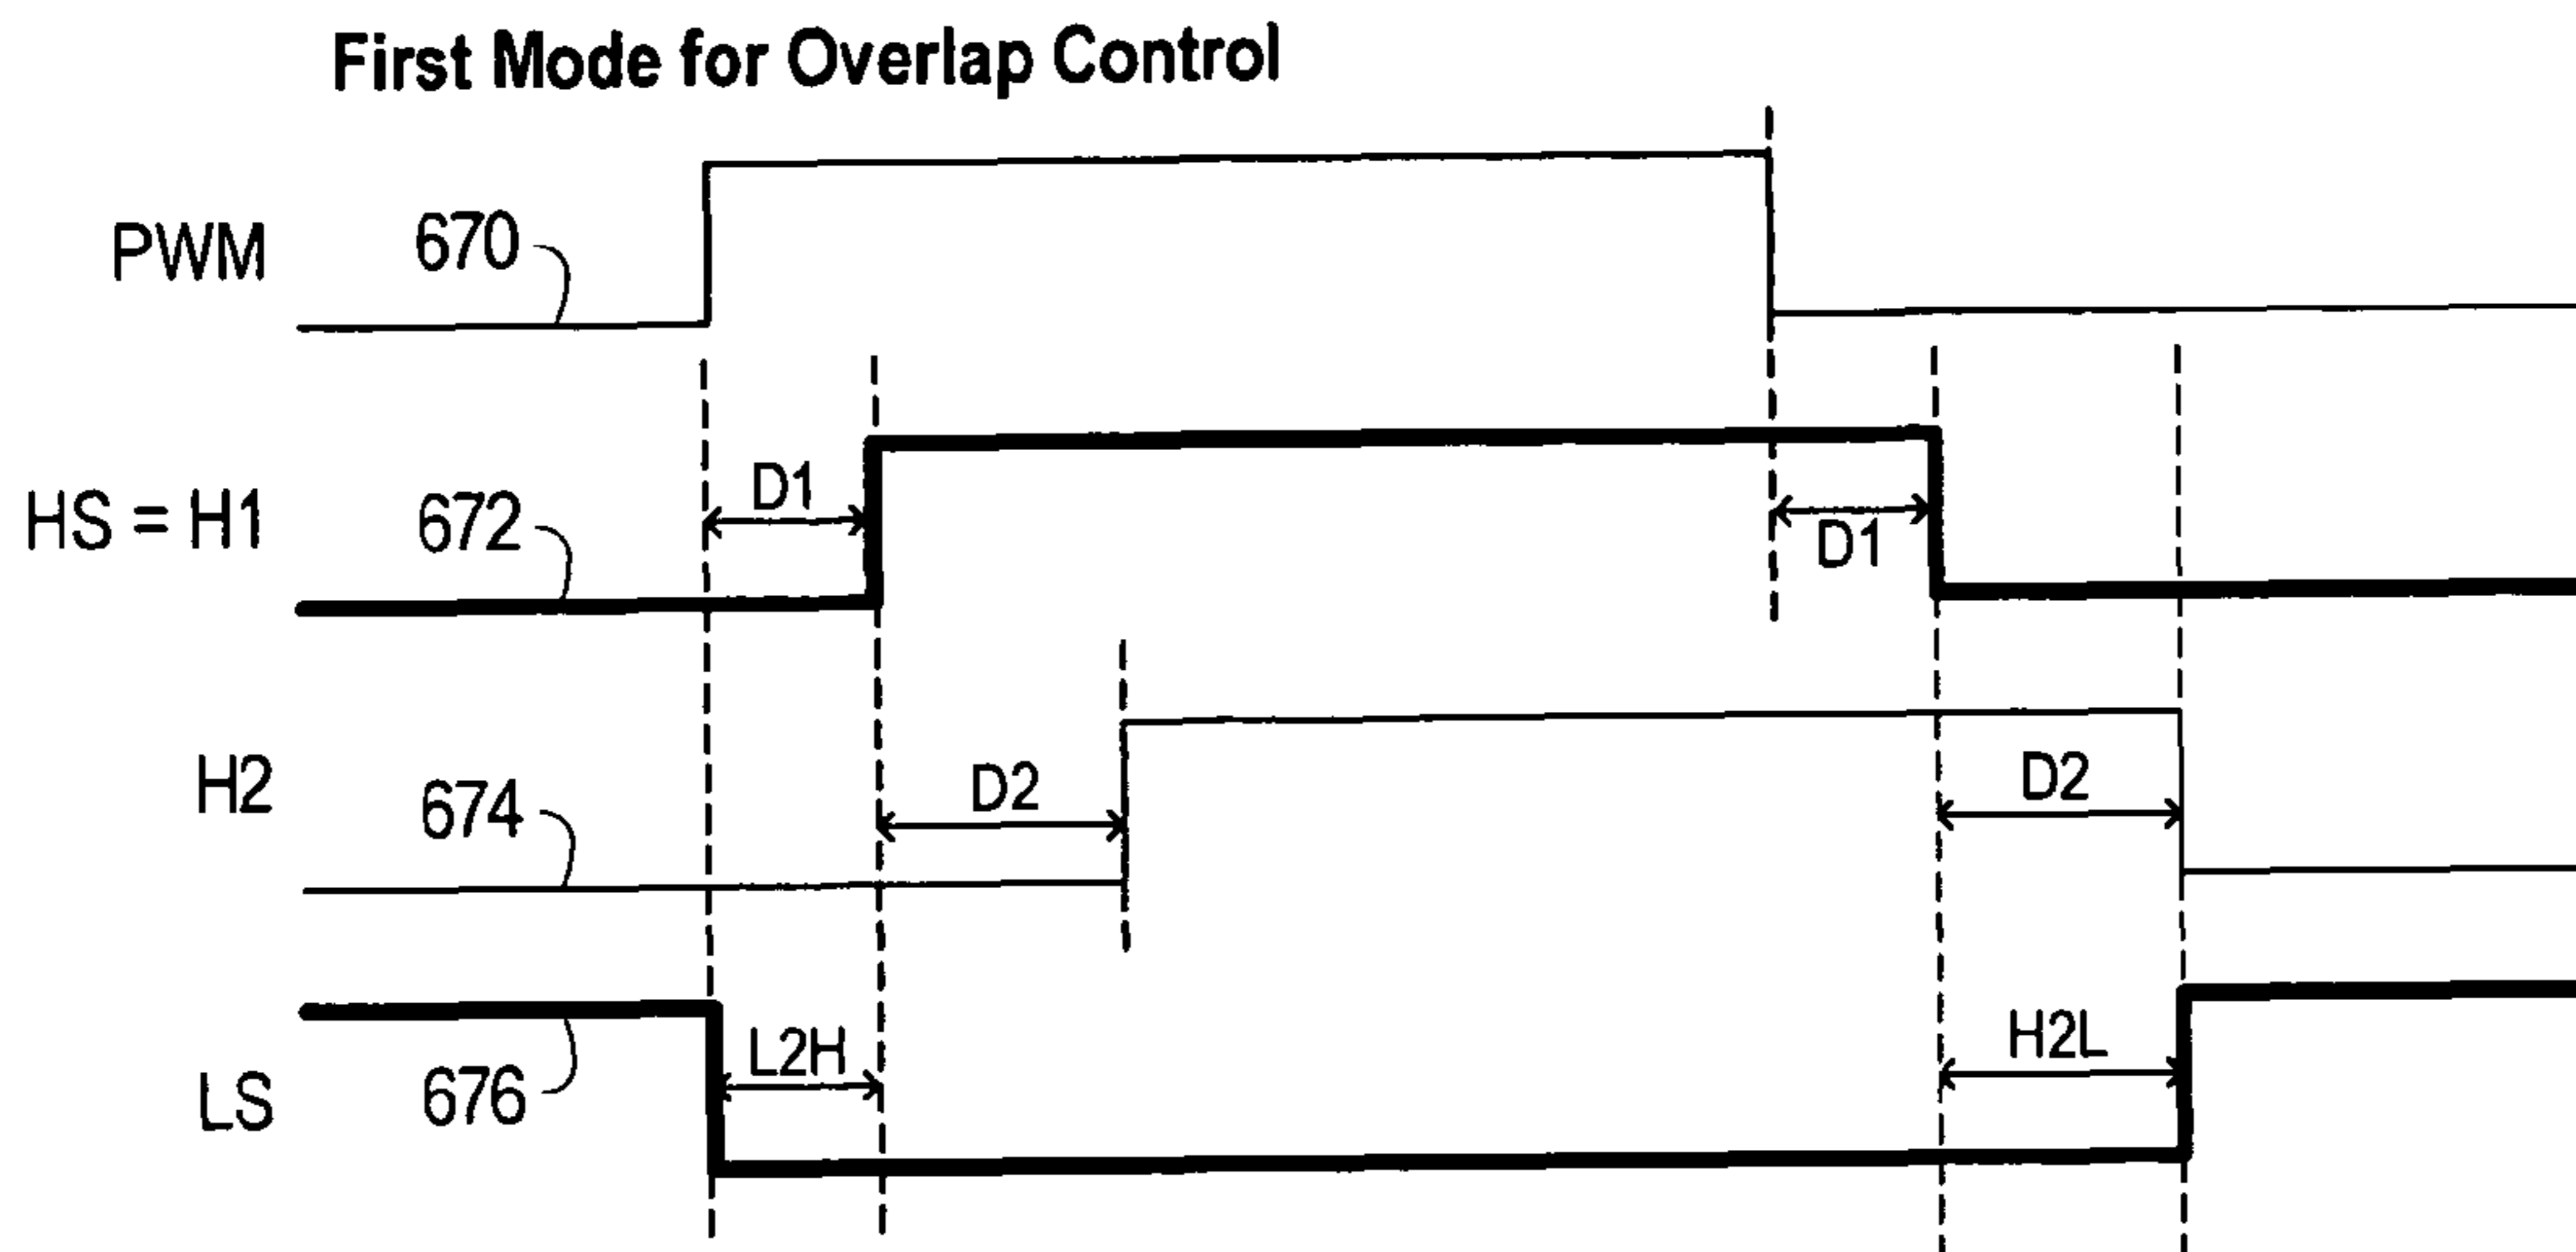 First Mode for Overlap Control
PWM
670
HS = H1
672
D1
D1
H2
674
D2
D2
LS
676
L2H
H2L